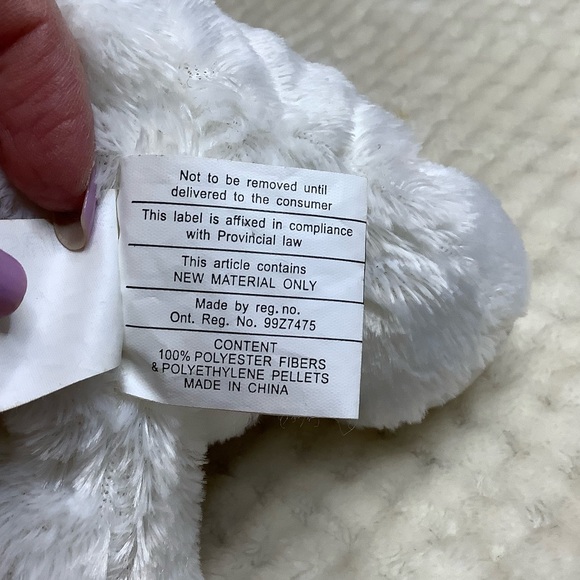 Not to be removed until
delivered to the consumer
This label is affixed in compliance
with Provincial law
This article contains
NEW MATERIAL ONLY
Made by reg. no.
Ont. Reg. No. 99Z7475
CONTENT
100% POLYESTER FIBERS
& POLYETHYLENE PELLETS
MADE IN CHINA